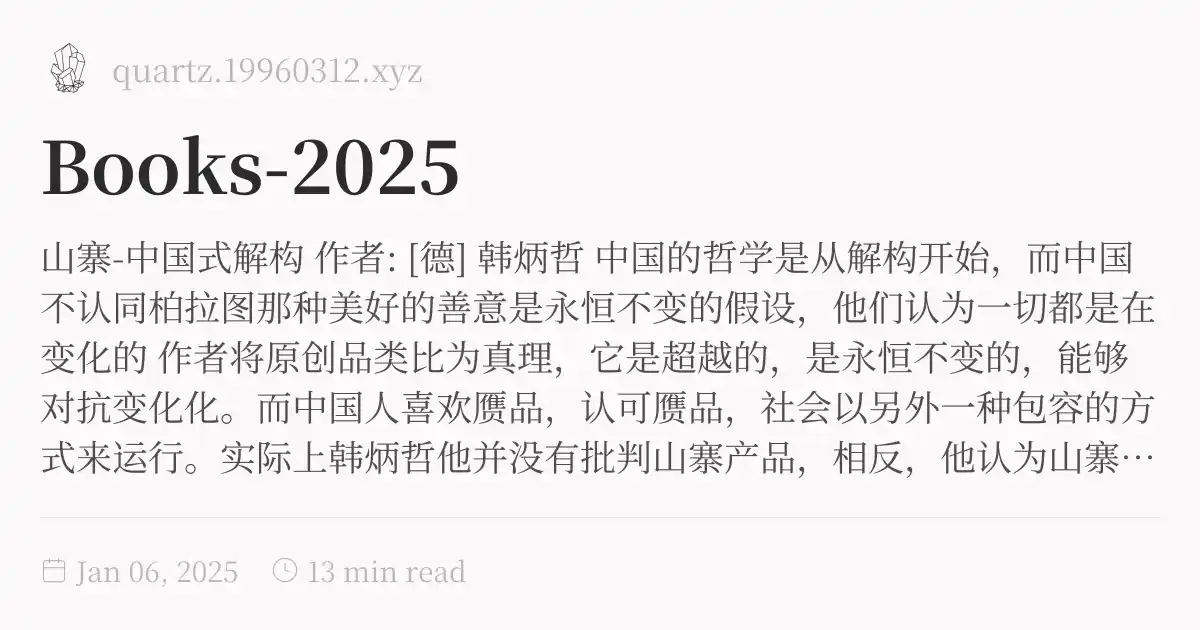 quartz.19960312.xyz
Books-2025
山寨-中国式解构 作者: [德] 韩炳哲 中国的哲学是从解构开始，而中国
不认同柏拉图那种美好的善意是永恒不变的假设，他们认为一切都是在
变化的 作者将原创品类比为真理，它是超越的，是永恒不变的，能够
对抗变化化。而中国人喜欢赝品，认可赝品，社会以另外一种包容的方
式来运行。实际上韩炳哲他并没有批判山寨产品，相反，他认为山寨…
Jan 06, 2025 13 min read